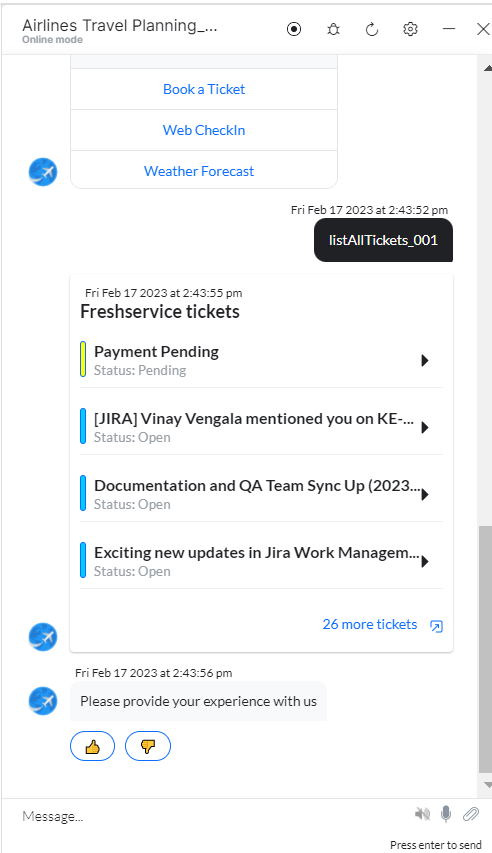 Airlines Travel Planning_...
Online mode
Book a Ticket
Web CheckIn
Weather Forecast
Fri Feb 17 2023 at 2:43:52 pm
listAllTickets_001
Fri Feb 17 2023 at 2:43:55 pm
Freshservice tickets
Payment Pending
Status: Pending
[JIRA] Vinay Vengala mentioned you on KE-...
Status: Open
Documentation and QA Team Sync Up (2023...
Status: Open
Exciting new updates in Jira Work Managem...
Status: Open
26 more tickets
Fri Feb 17 2023 at 2:43:56 pm
Please provide your experience with us
Message...
Press enter to send